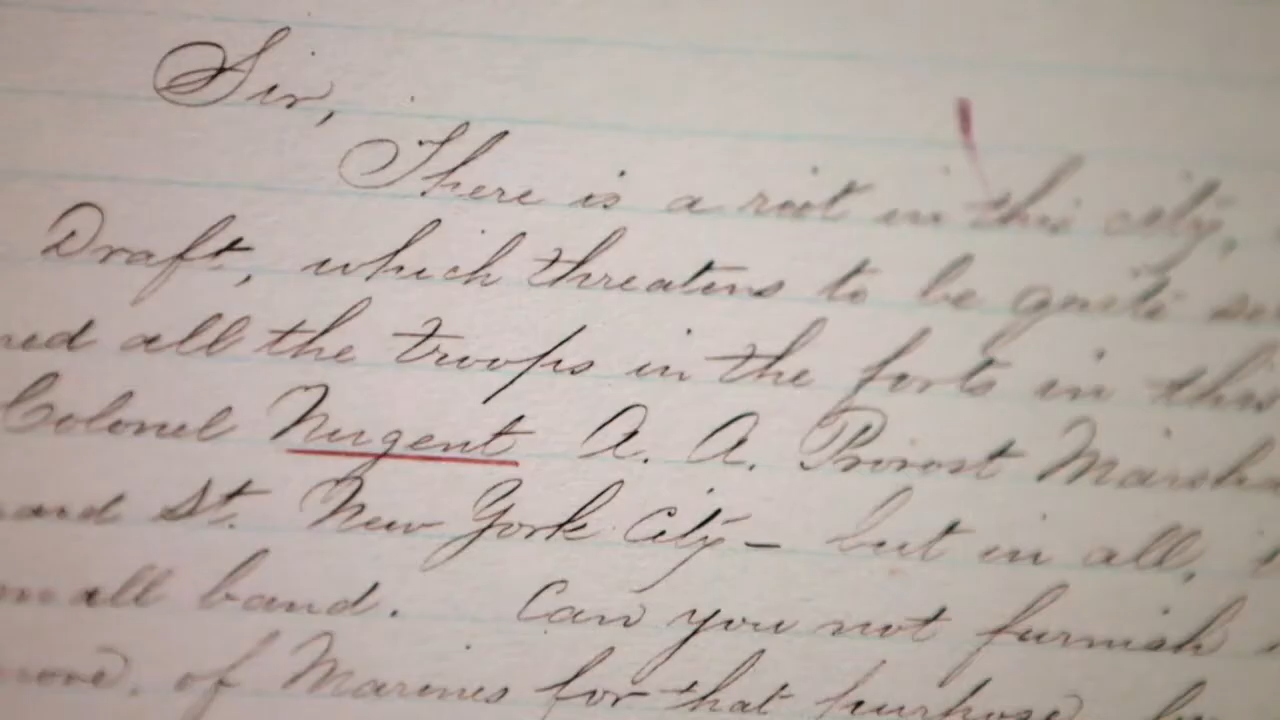 Sir,
There is a riot in this city,
Draft, which threatens to be quite
all the troops in the forts in this
Colonel Nugent A. A. Provost
St. New York City – but in all,
band. Can you not furnish
of Marines for that purpose,